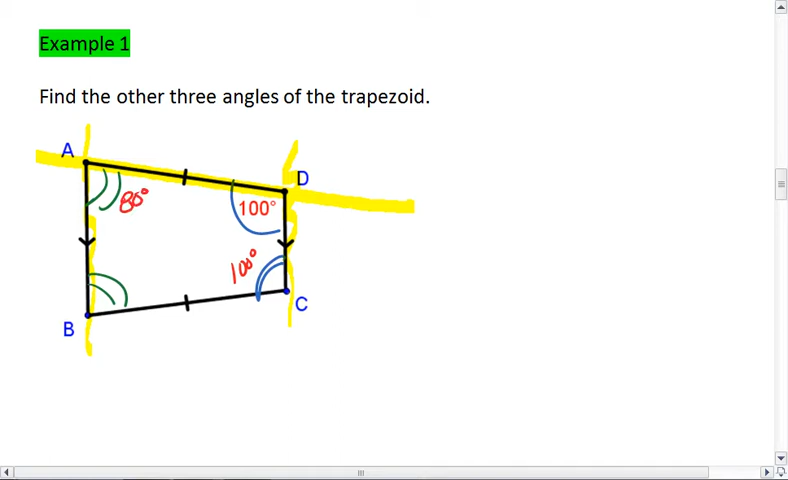 Example 1
Find the other three angles of the trapezoid.
A
D
80°
100°
100°
C
B